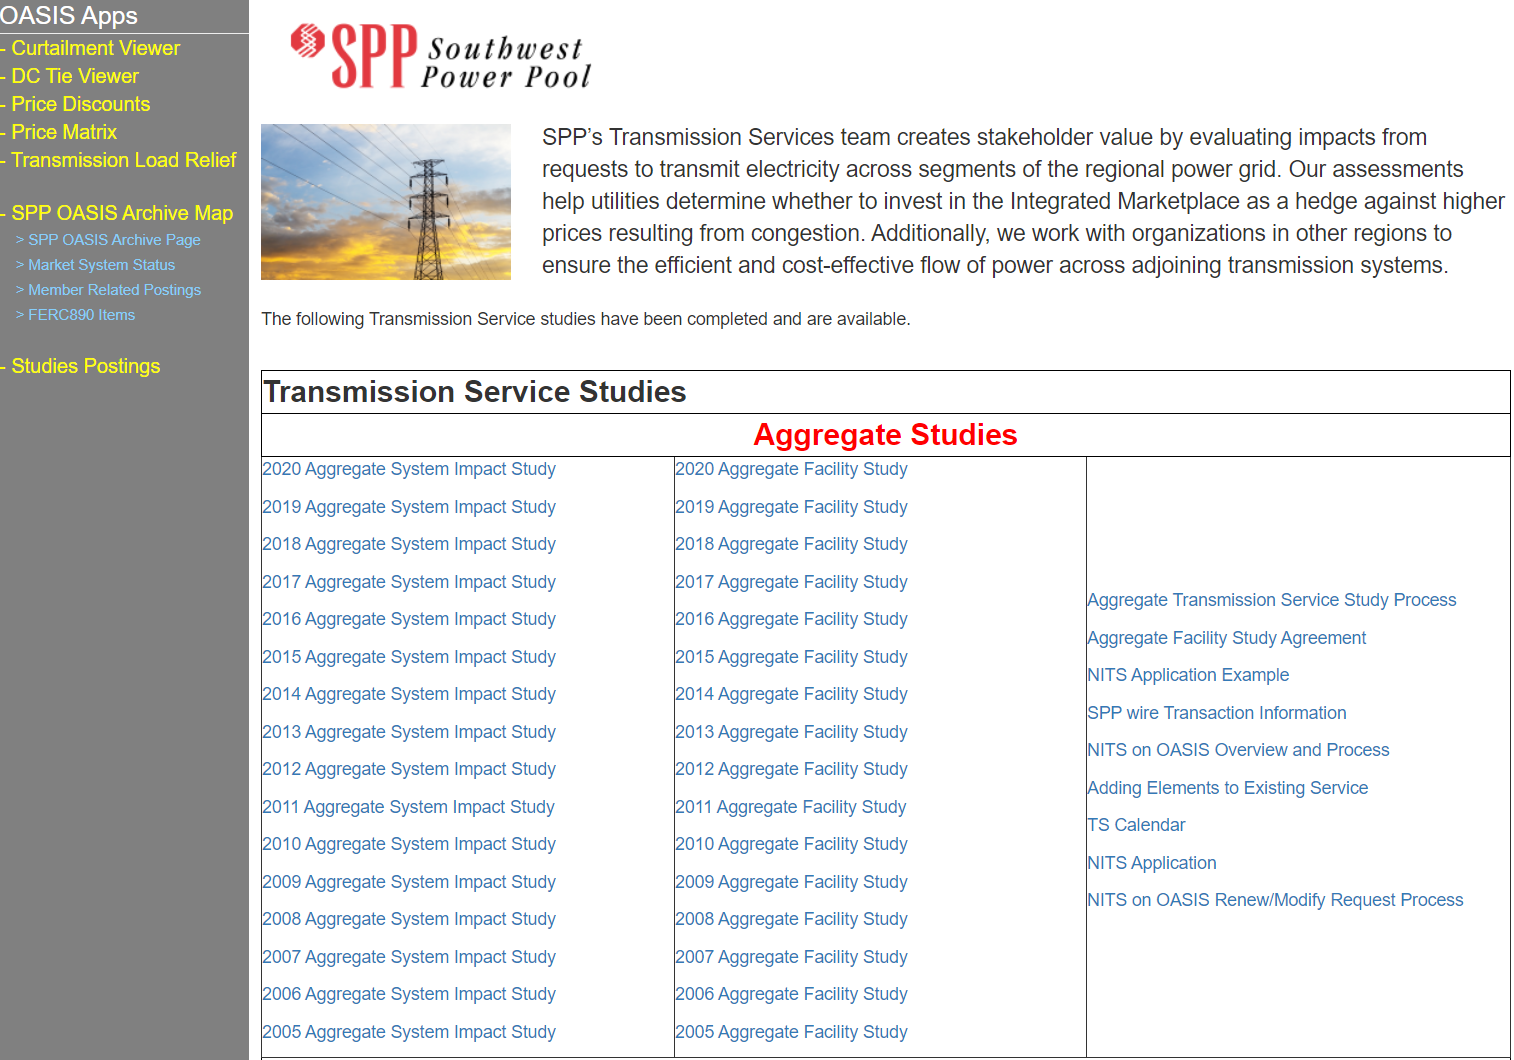 OASIS Apps
- Curtailment Viewer
- DC Tie Viewer
- Price Discounts
- Price Matrix
- Transmission Load Relief
- SPP OASIS Archive Map
> SPP OASIS Archive Page
> Market System Status
> Member Related Postings
> FERC890 Items
- Studies Postings
SPP Southwest
Power Pool
SPP’s Transmission Services team creates stakeholder value by evaluating impacts from
requests to transmit electricity across segments of the regional power grid. Our assessments
help utilities determine whether to invest in the Integrated Marketplace as a hedge against higher
prices resulting from congestion. Additionally, we work with organizations in other regions to
ensure the efficient and cost-effective flow of power across adjoining transmission systems.
The following Transmission Service studies have been completed and are available.
Transmission Service Studies
Aggregate Studies
2020 Aggregate System Impact Study
2019 Aggregate System Impact Study
2018 Aggregate System Impact Study
2017 Aggregate System Impact Study
2016 Aggregate System Impact Study
2015 Aggregate System Impact Study
2014 Aggregate System Impact Study
2013 Aggregate System Impact Study
2012 Aggregate System Impact Study
2011 Aggregate System Impact Study
2010 Aggregate System Impact Study
2009 Aggregate System Impact Study
2008 Aggregate System Impact Study
2007 Aggregate System Impact Study
2006 Aggregate System Impact Study
2005 Aggregate System Impact Study
2020 Aggregate Facility Study
2019 Aggregate Facility Study
2018 Aggregate Facility Study
2017 Aggregate Facility Study
2016 Aggregate Facility Study
2015 Aggregate Facility Study
2014 Aggregate Facility Study
2013 Aggregate Facility Study
2012 Aggregate Facility Study
2011 Aggregate Facility Study
2010 Aggregate Facility Study
2009 Aggregate Facility Study
2008 Aggregate Facility Study
2007 Aggregate Facility Study
2006 Aggregate Facility Study
2005 Aggregate Facility Study
Aggregate Transmission Service Study Process
Aggregate Facility Study Agreement
NITS Application Example
SPP wire Transaction Information
NITS on OASIS Overview and Process
Adding Elements to Existing Service
TS Calendar
NITS Application
NITS on OASIS Renew/Modify Request Process